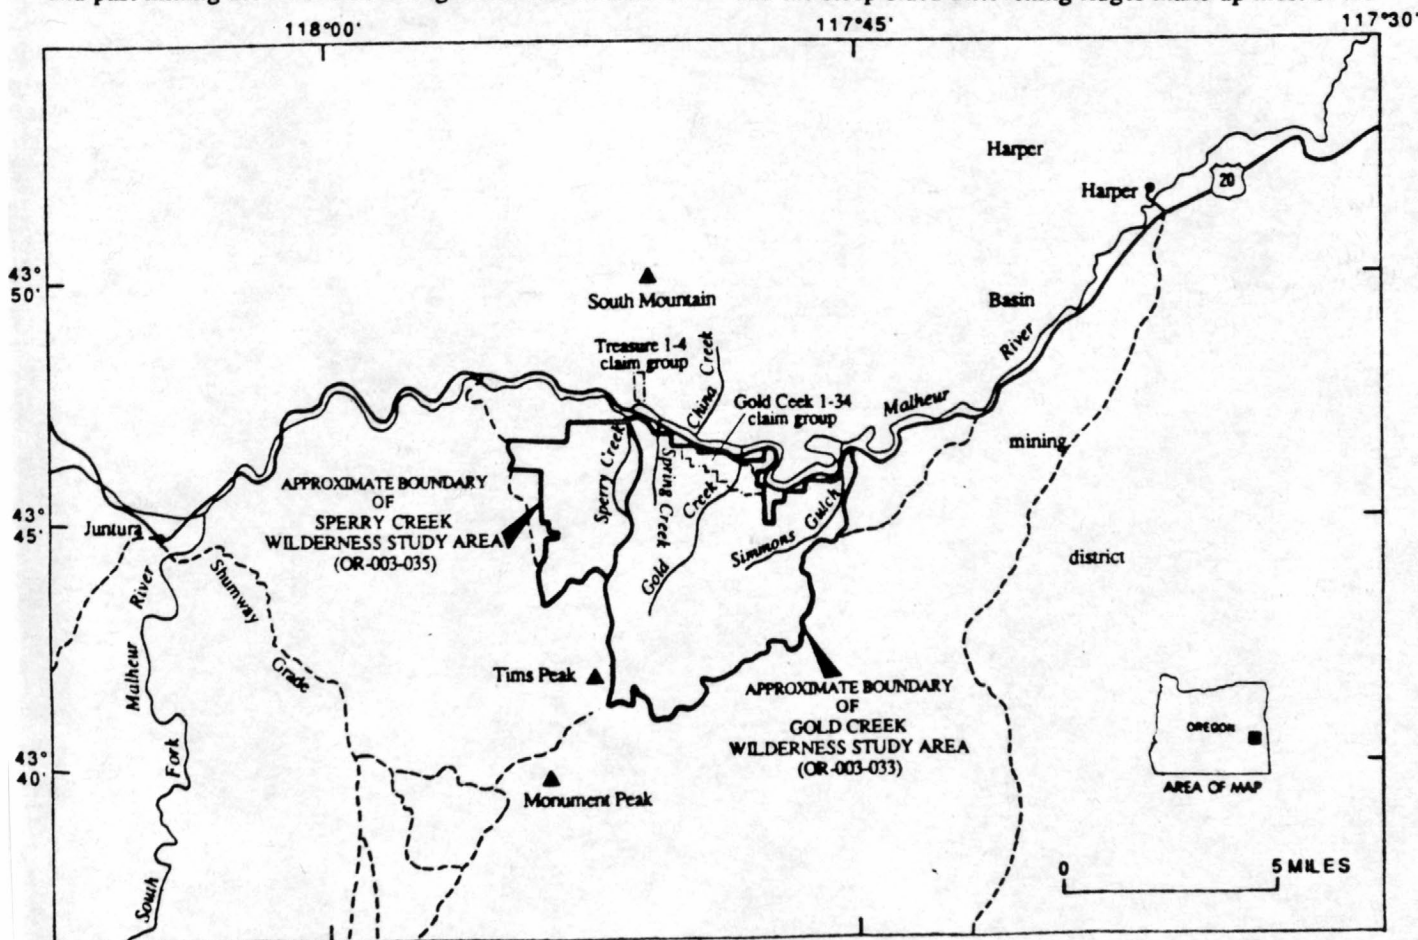 118°00'
117°45'
117°30'
Harper
Harper
20
43°
50'
South Mountain
Basin
River
Treasure 1-4
claim group
China Creek
Gold Ceek 1-34
claim group
Malheur
mining
Sperry Creek
Spring Creek
Creek
Gold
Simmons Gulch
APPROXIMATE BOUNDARY
OF
SPERRY CREEK
WILDERNESS STUDY AREA
(OR-003-035)
43°
45'
Juntura
district
River
Malheur
Shumway
Grade
Tims Peak
APPROXIMATE BOUNDARY
OF
GOLD CREEK
WILDERNESS STUDY AREA
(OR-003-033)
OREGON
AREA OF MAP
43°
40'
Fork
South
Monument Peak
0 5 MILES